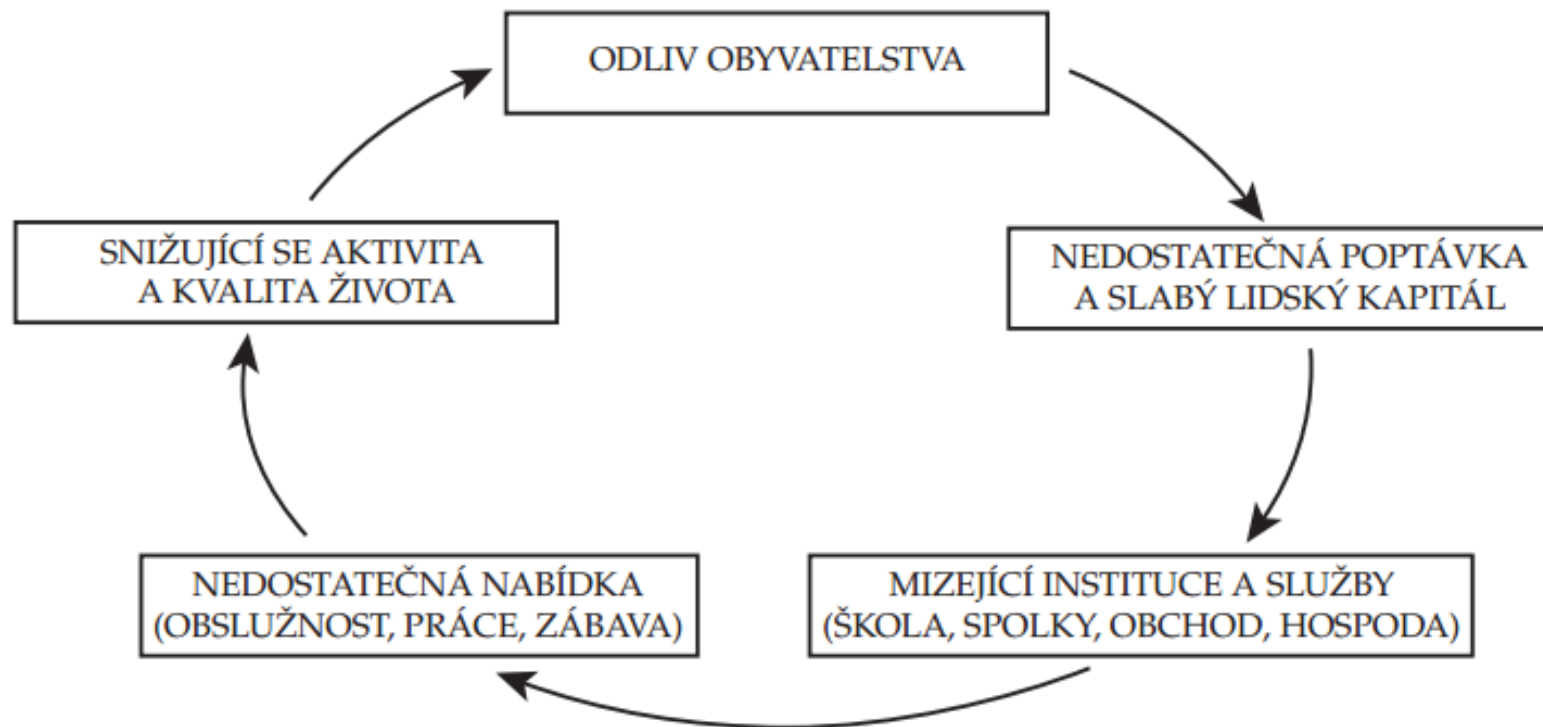 ODLIV OBYVATELSTVA
NEDOSTATEČNÁ POPTÁVKA
A SLABÝ LIDSKÝ KAPITÁL
MIZEJÍCÍ INSTITUCE A SLUŽBY
(ŠKOLA, SPOLKY, OBCHOD, HOSPODA)
NEDOSTATEČNÁ NABÍDKA
(OBSLUŽNOST, PRÁCE, ZÁBAVA)
SNIŽUJÍCÍ SE AKTIVITA
A KVALITA ŽIVOTA